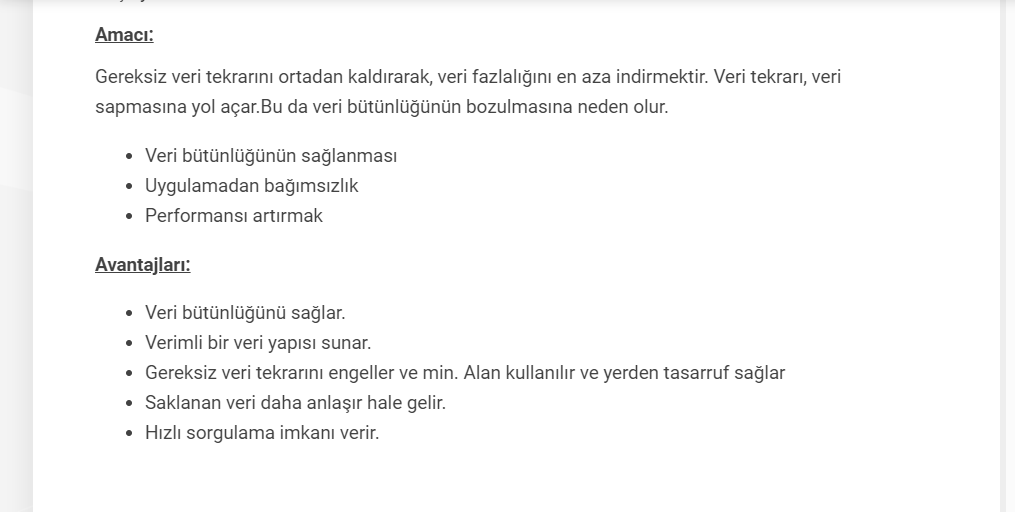 Amacı:
Gereksiz veri tekrarını ortadan kaldırarak, veri fazlalığını en aza indirmektir. Veri tekrarı, veri
sapmasına yol açar.Bu da veri bütünlüğünün bozulmasına neden olur.
Veri bütünlüğünün sağlanması
Uygulamadan bağımsızlık
Performansı artırmak
Avantajları:
Veri bütünlüğünü sağlar.
Verimli bir veri yapısı sunar.
Gereksiz veri tekrarını engeller ve min. Alan kullanılır ve yerden tasarruf sağlar
Saklanan veri daha anlaşır hale gelir.
Hızlı sorgulama imkanı verir.